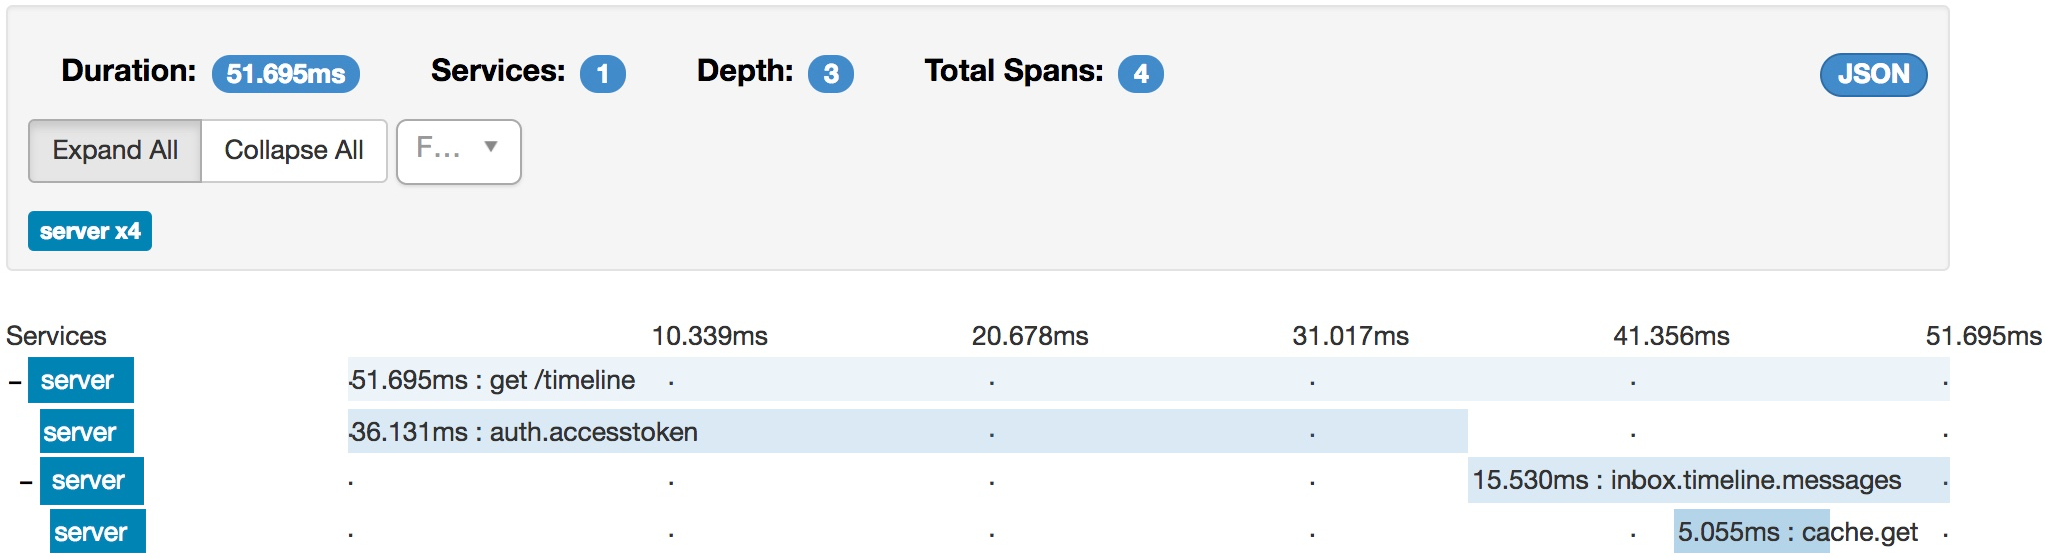 Duration: 51.695ms Services: 1 Depth: 3 Total Spans: 4 JSON
Expand All Collapse All F...
server x4
Services 10.339ms 20.678ms 31.017ms 41.356ms 51.695ms
server 51.695ms : get /timeline
server 36.131ms : auth.accesstoken
server 15.530ms : inbox.timeline.messages
server 5.055ms : cache.get